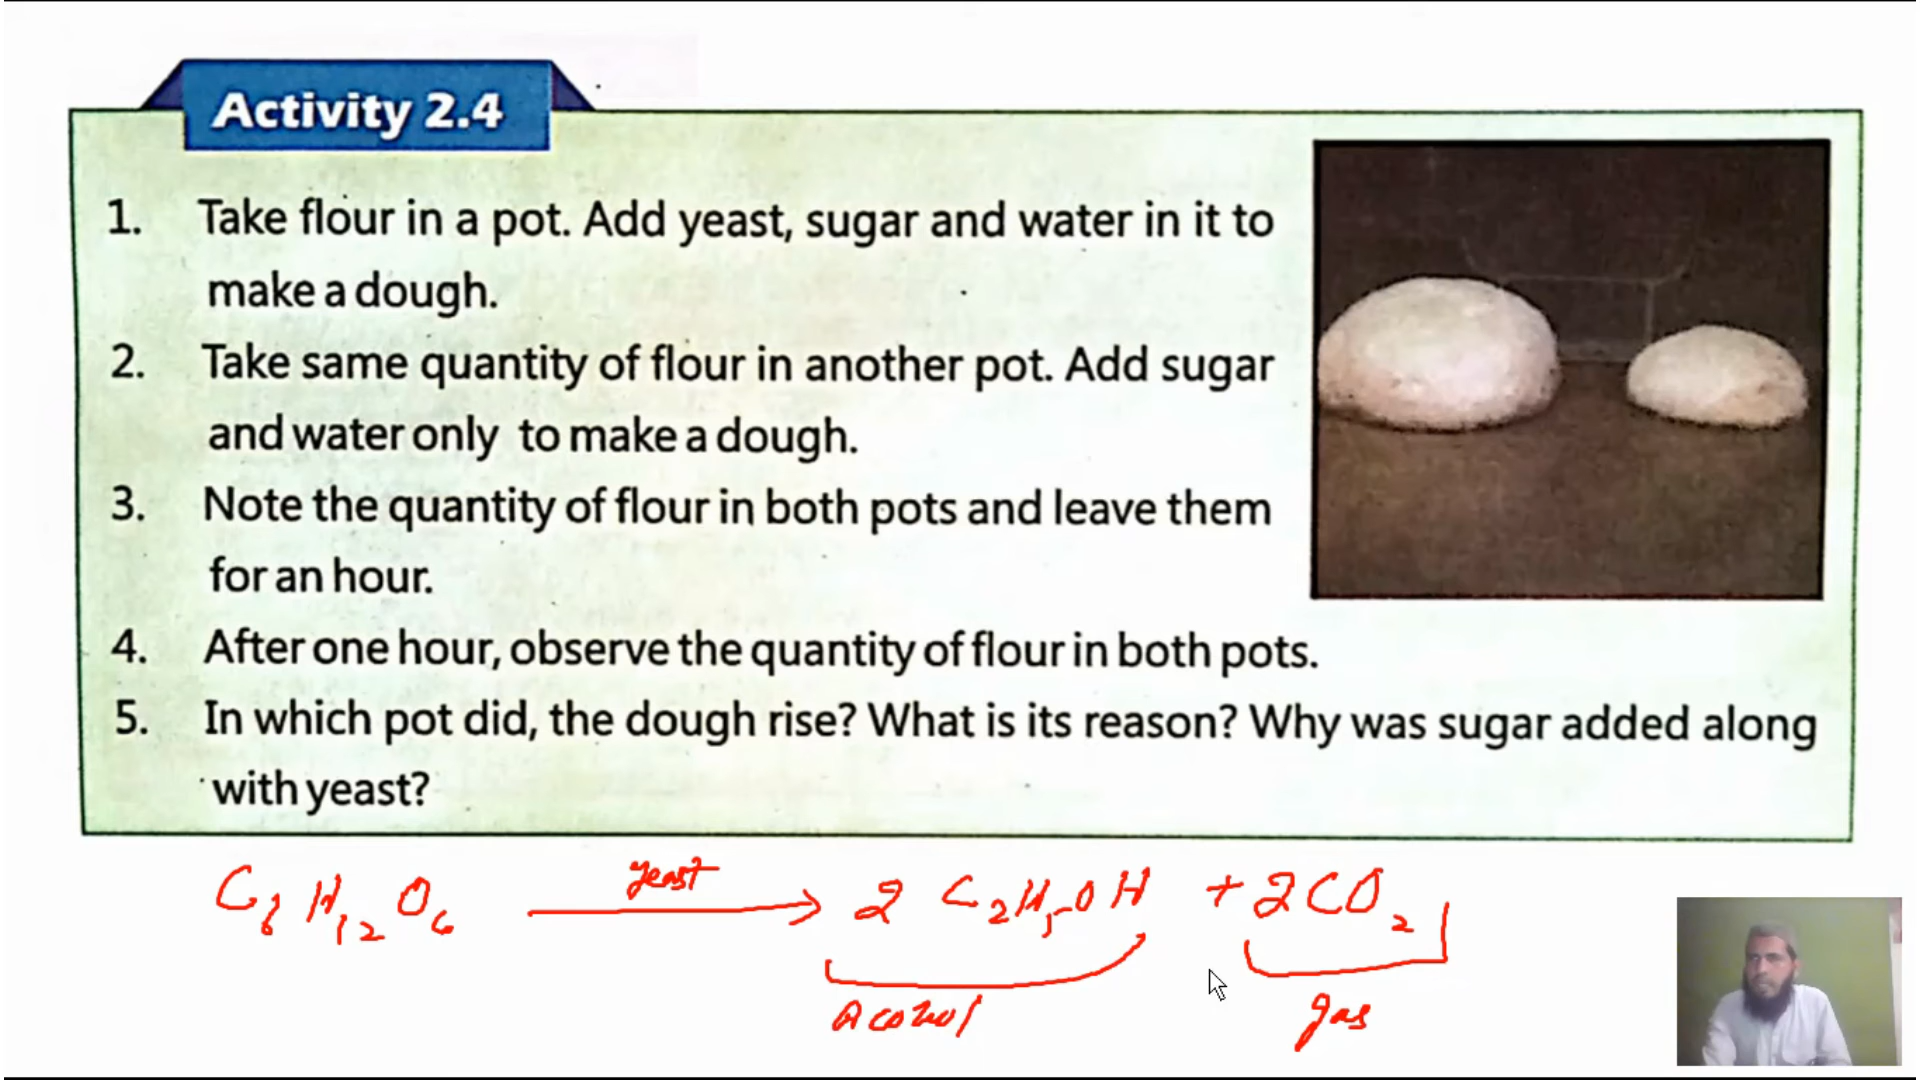 Activity 2.4
1. Take flour in a pot. Add yeast, sugar and water in it to
make a dough.
2. Take same quantity of flour in another pot. Add sugar
and water only to make a dough.
3. Note the quantity of flour in both pots and leave them
for an hour.
4. After one hour, observe the quantity of flour in both pots.
5. In which pot did, the dough rise? What is its reason? Why was sugar added along
with yeast?
yeast
C₆H₁₂O₆ → 2 C₂H₅OH + 2CO₂
Acohol gas